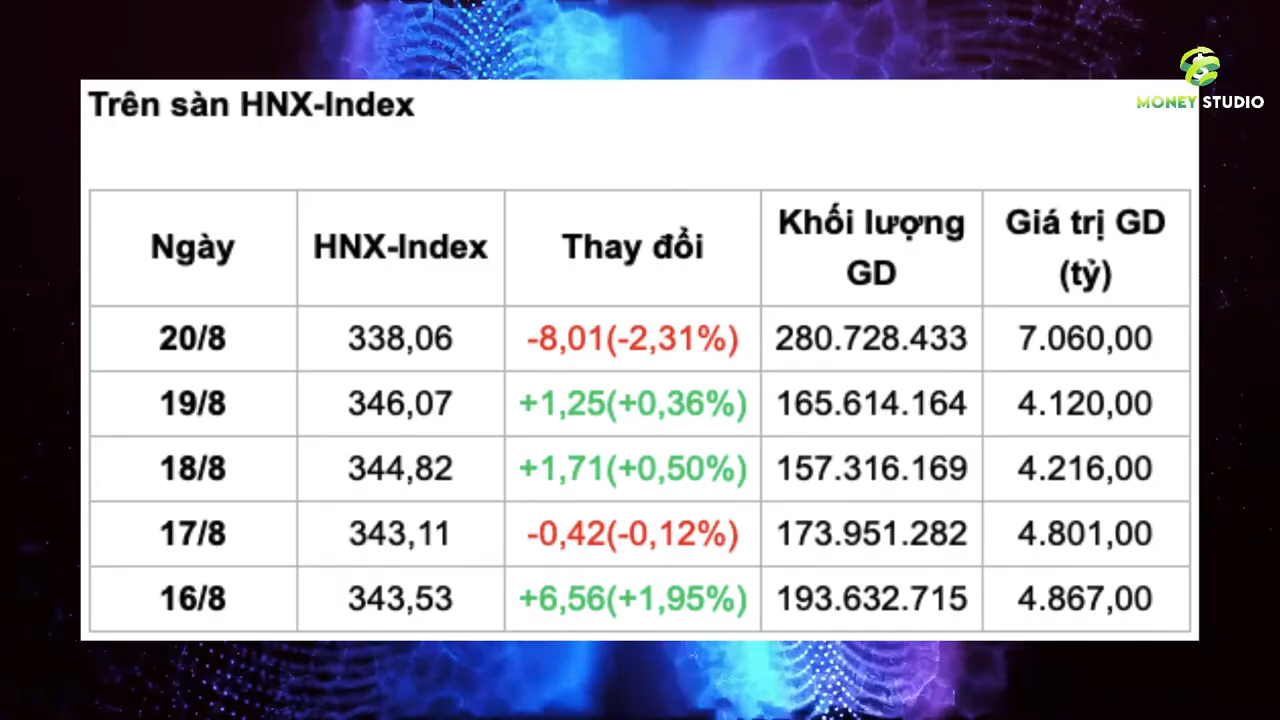 MONEY STUDIO
Trên sàn HNX-Index
Ngày HNX-Index Thay đổi Khối lượng GD Giá trị GD (tỷ)
20/8 338,06 -8,01(-2,31%) 280.728.433 7.060,00
19/8 346,07 +1,25(+0,36%) 165.614.164 4.120,00
18/8 344,82 +1,71(+0,50%) 157.316.169 4.216,00
17/8 343,11 -0,42(-0,12%) 173.951.282 4.801,00
16/8 343,53 +6,56(+1,95%) 193.632.715 4.867,00